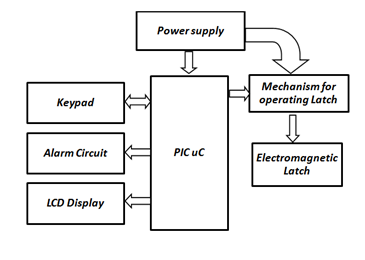 Power supply
Keypad
Alarm Circuit
LCD Display
PIC uC
Mechanism for
operating Latch
Electromagnetic
Latch